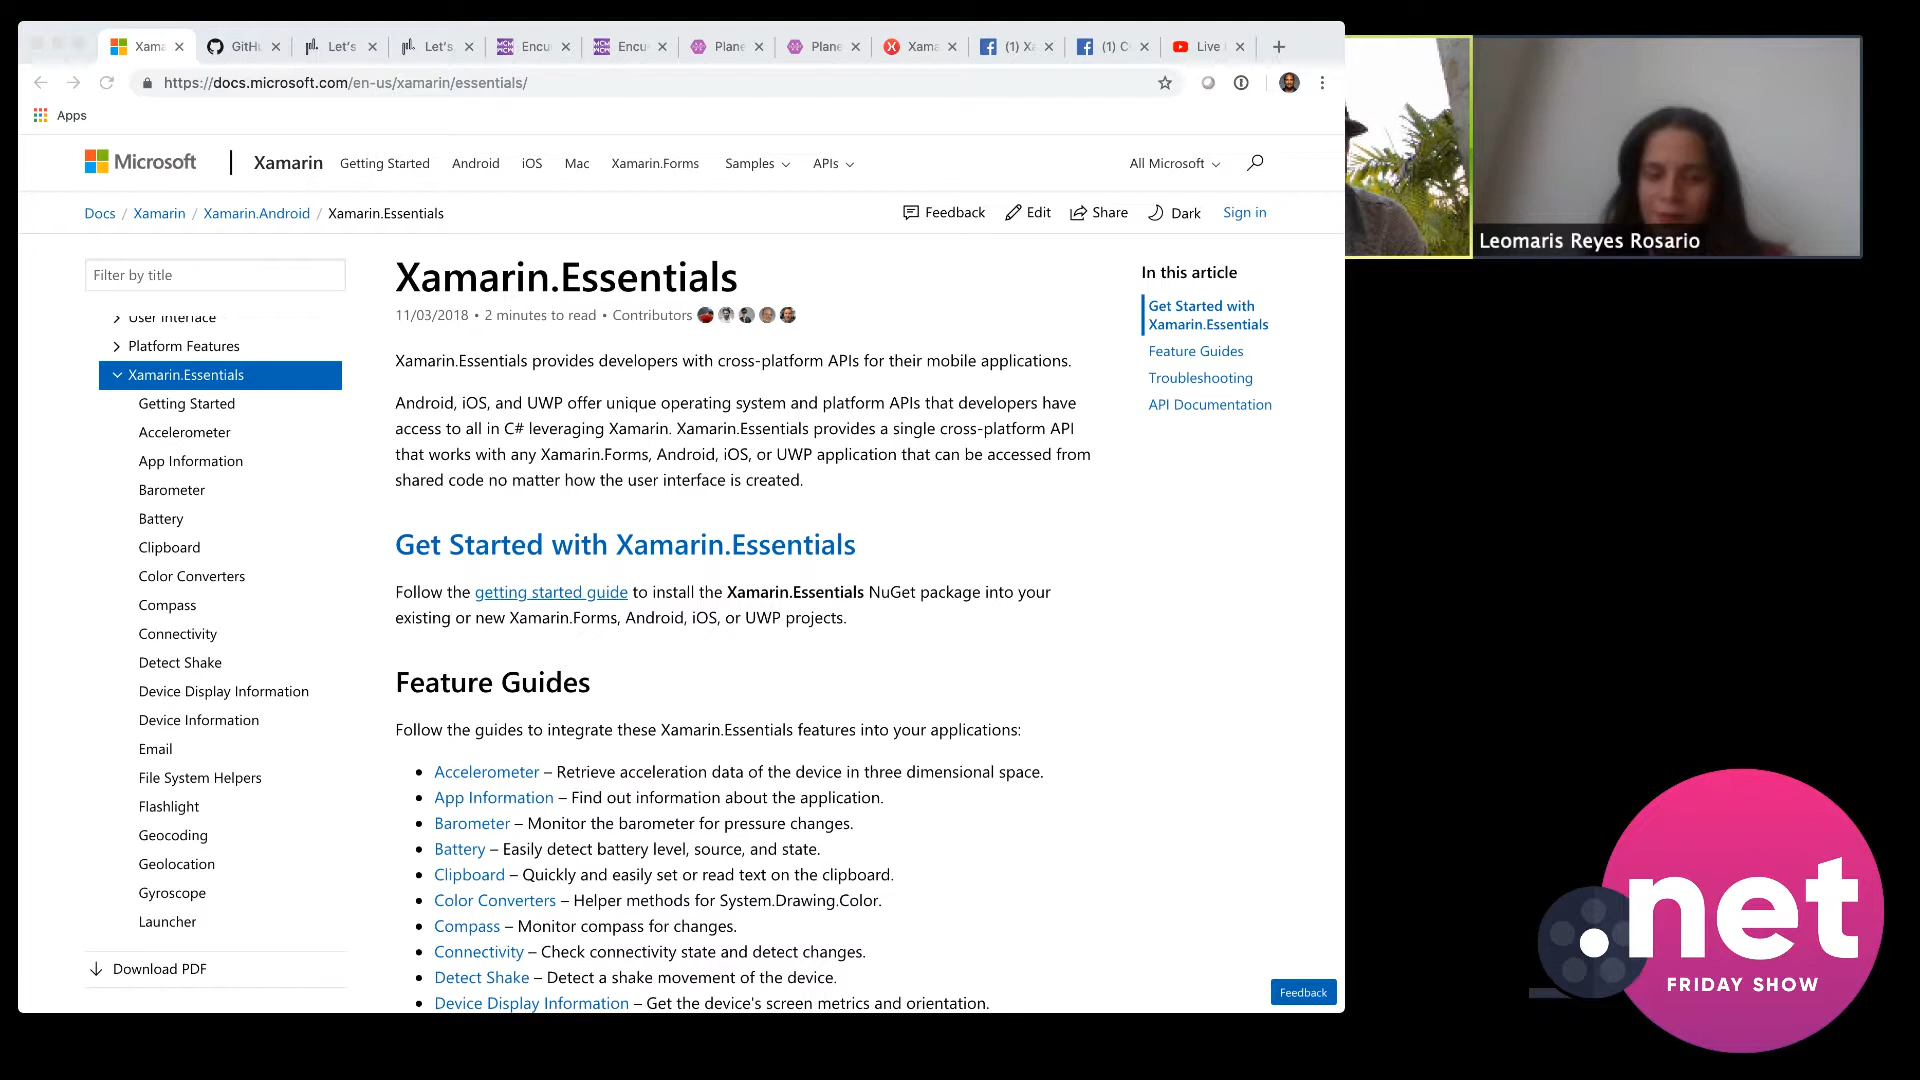 Xama
GitHu
Let's
Let's
Encu
Encu
Plane
Plane
Xama
(1) Xa
(1) C
Live
https://docs.microsoft.com/en-us/xamarin/essentials/
Apps
Microsoft
Xamarin Getting Started Android iOS Mac Xamarin.Forms Samples APIs All Microsoft
Docs / Xamarin / Xamarin.Android / Xamarin.Essentials
Feedback Edit Share Dark Sign in
Filter by title
User Interface
Platform Features
Xamarin.Essentials
Getting Started
Accelerometer
App Information
Barometer
Battery
Clipboard
Color Converters
Compass
Connectivity
Detect Shake
Device Display Information
Device Information
Email
File System Helpers
Flashlight
Geocoding
Geolocation
Gyroscope
Launcher
Download PDF
Xamarin.Essentials
11/03/2018 • 2 minutes to read • Contributors
Xamarin.Essentials provides developers with cross-platform APIs for their mobile applications.
Android, iOS, and UWP offer unique operating system and platform APIs that developers have
access to all in C# leveraging Xamarin. Xamarin.Essentials provides a single cross-platform API
that works with any Xamarin.Forms, Android, iOS, or UWP application that can be accessed from
shared code no matter how the user interface is created.
Get Started with Xamarin.Essentials
Follow the getting started guide to install the Xamarin.Essentials NuGet package into your
existing or new Xamarin.Forms, Android, iOS, or UWP projects.
Feature Guides
Follow the guides to integrate these Xamarin.Essentials features into your applications:
• Accelerometer – Retrieve acceleration data of the device in three dimensional space.
• App Information – Find out information about the application.
• Barometer – Monitor the barometer for pressure changes.
• Battery – Easily detect battery level, source, and state.
• Clipboard – Quickly and easily set or read text on the clipboard.
• Color Converters – Helper methods for System.Drawing.Color.
• Compass – Monitor compass for changes.
• Connectivity – Check connectivity state and detect changes.
• Detect Shake – Detect a shake movement of the device.
• Device Display Information – Get the device's screen metrics and orientation.
In this article
Get Started with
Xamarin.Essentials
Feature Guides
Troubleshooting
API Documentation
Feedback
Leomaris Reyes Rosario
.net
FRIDAY SHOW